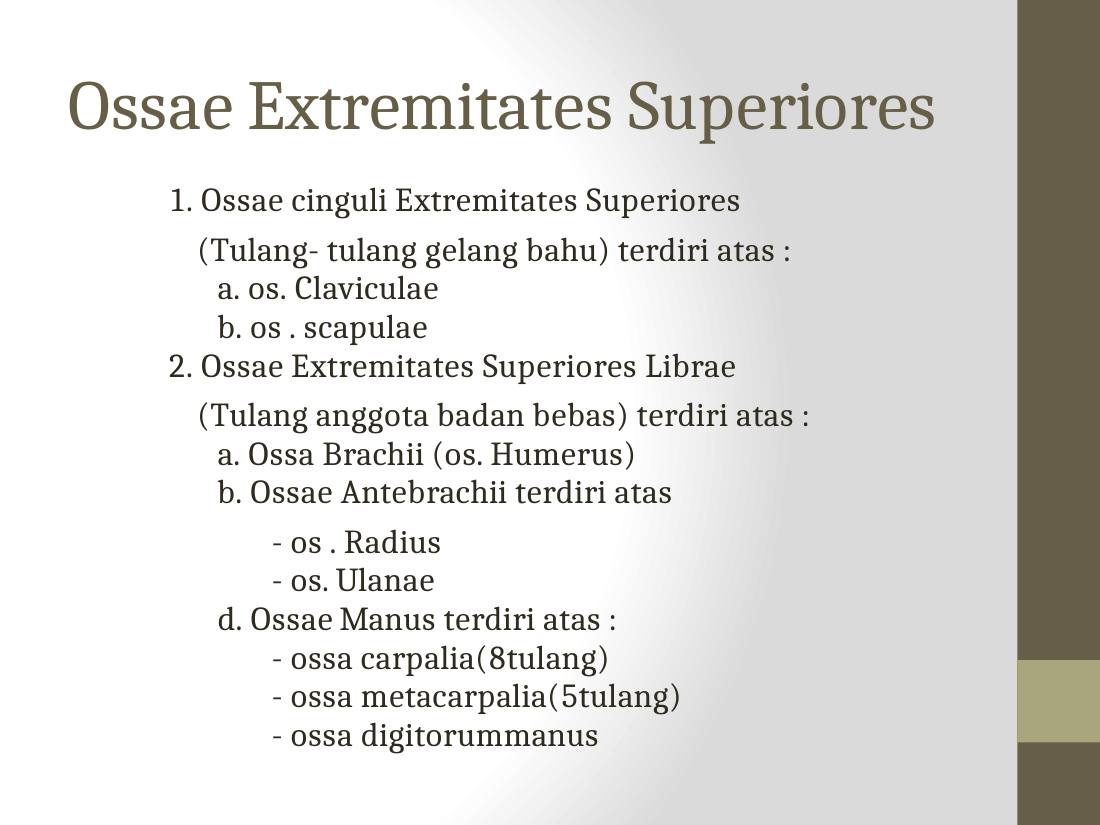 Ossae Extremitates Superiores
1. Ossae cinguli Extremitates Superiores
(Tulang- tulang gelang bahu) terdiri atas :
a. os. Claviculae
b. os . scapulae
2. Ossae Extremitates Superiores Librae
(Tulang anggota badan bebas) terdiri atas :
a. Ossa Brachii (os. Humerus)
b. Ossae Antebrachii terdiri atas
- os . Radius
- os. Ulanae
d. Ossae Manus terdiri atas :
- ossa carpalia(8tulang)
- ossa metacarpalia(5tulang)
- ossa digitorummanus